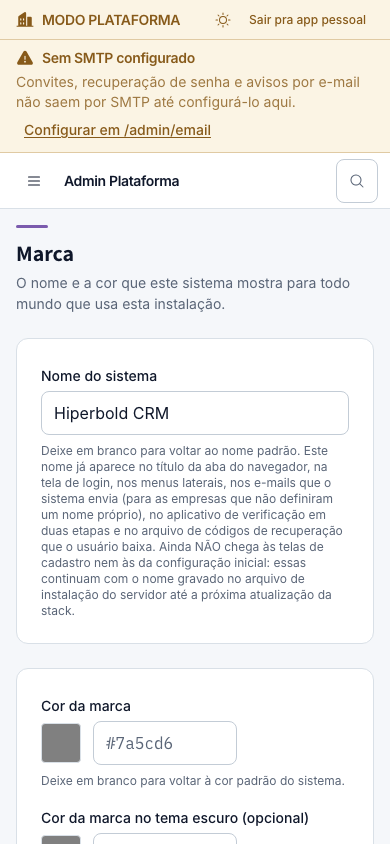 MODO PLATAFORMA
Sair pra app pessoal
Sem SMTP configurado
Convites, recuperação de senha e avisos por e-mail
não saem por SMTP até configurá-lo aqui.
Configurar em /admin/email
Admin Plataforma
Marca
O nome e a cor que este sistema mostra para todo
mundo que usa esta instalação.
Nome do sistema
Hiperbold CRM
Deixe em branco para voltar ao nome padrão. Este
nome já aparece no título da aba do navegador, na
tela de login, nos menus laterais, nos e-mails que o
sistema envia (para as empresas que não definiram
um nome próprio), no aplicativo de verificação em
duas etapas e no arquivo de códigos de recuperação
que o usuário baixa. Ainda NÃO chega às telas de
cadastro nem às da configuração inicial: essas
continuam com o nome gravado no arquivo de
instalação do servidor até a próxima atualização da
stack.
Cor da marca
#7a5cd6
Deixe em branco para voltar à cor padrão do sistema.
Cor da marca no tema escuro (opcional)